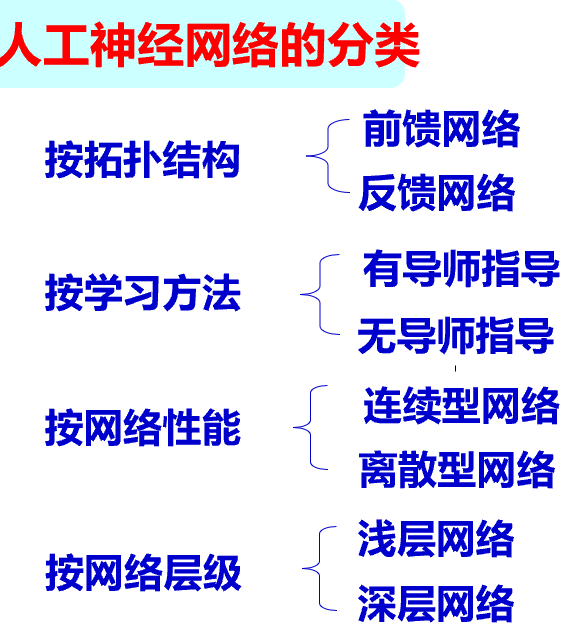 人工神经网络的分类
按拓扑结构
前馈网络
反馈网络
按学习方法
有导师指导
无导师指导
按网络性能
连续型网络
离散型网络
按网络层级
浅层网络
深层网络